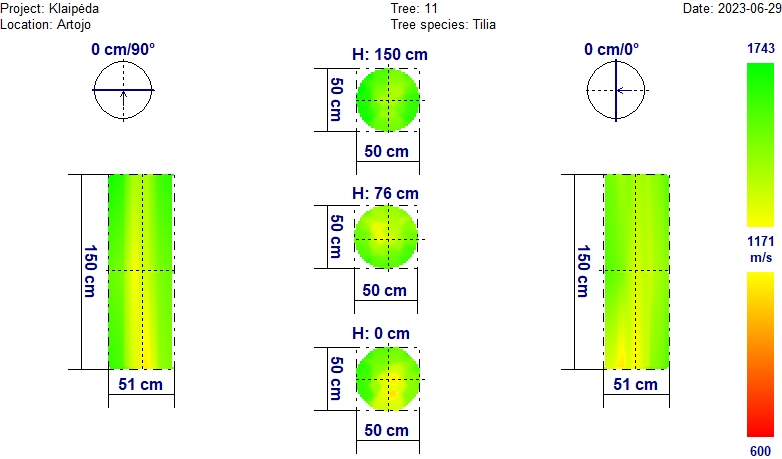 Project: Klaipėda
Tree: 11
Date: 2023-06-29
Location: Artojo
Tree species: Tilia
0 cm/90°
H: 150 cm
0 cm/0°
1743
50 cm
50 cm
H: 76 cm
50 cm
50 cm
150 cm
150 cm
1171
m/s
H: 0 cm
50 cm
50 cm
51 cm
51 cm
600